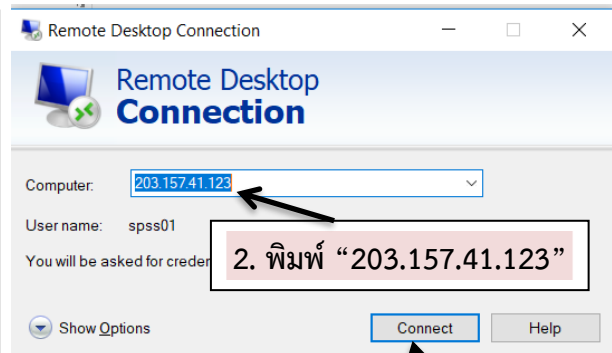 Remote Desktop Connection
Remote Desktop
Connection
Computer: 203.157.41.123
User name: spss01
You will be asked for creden
2. พิมพ์ “203.157.41.123”
Show Options
Connect Help